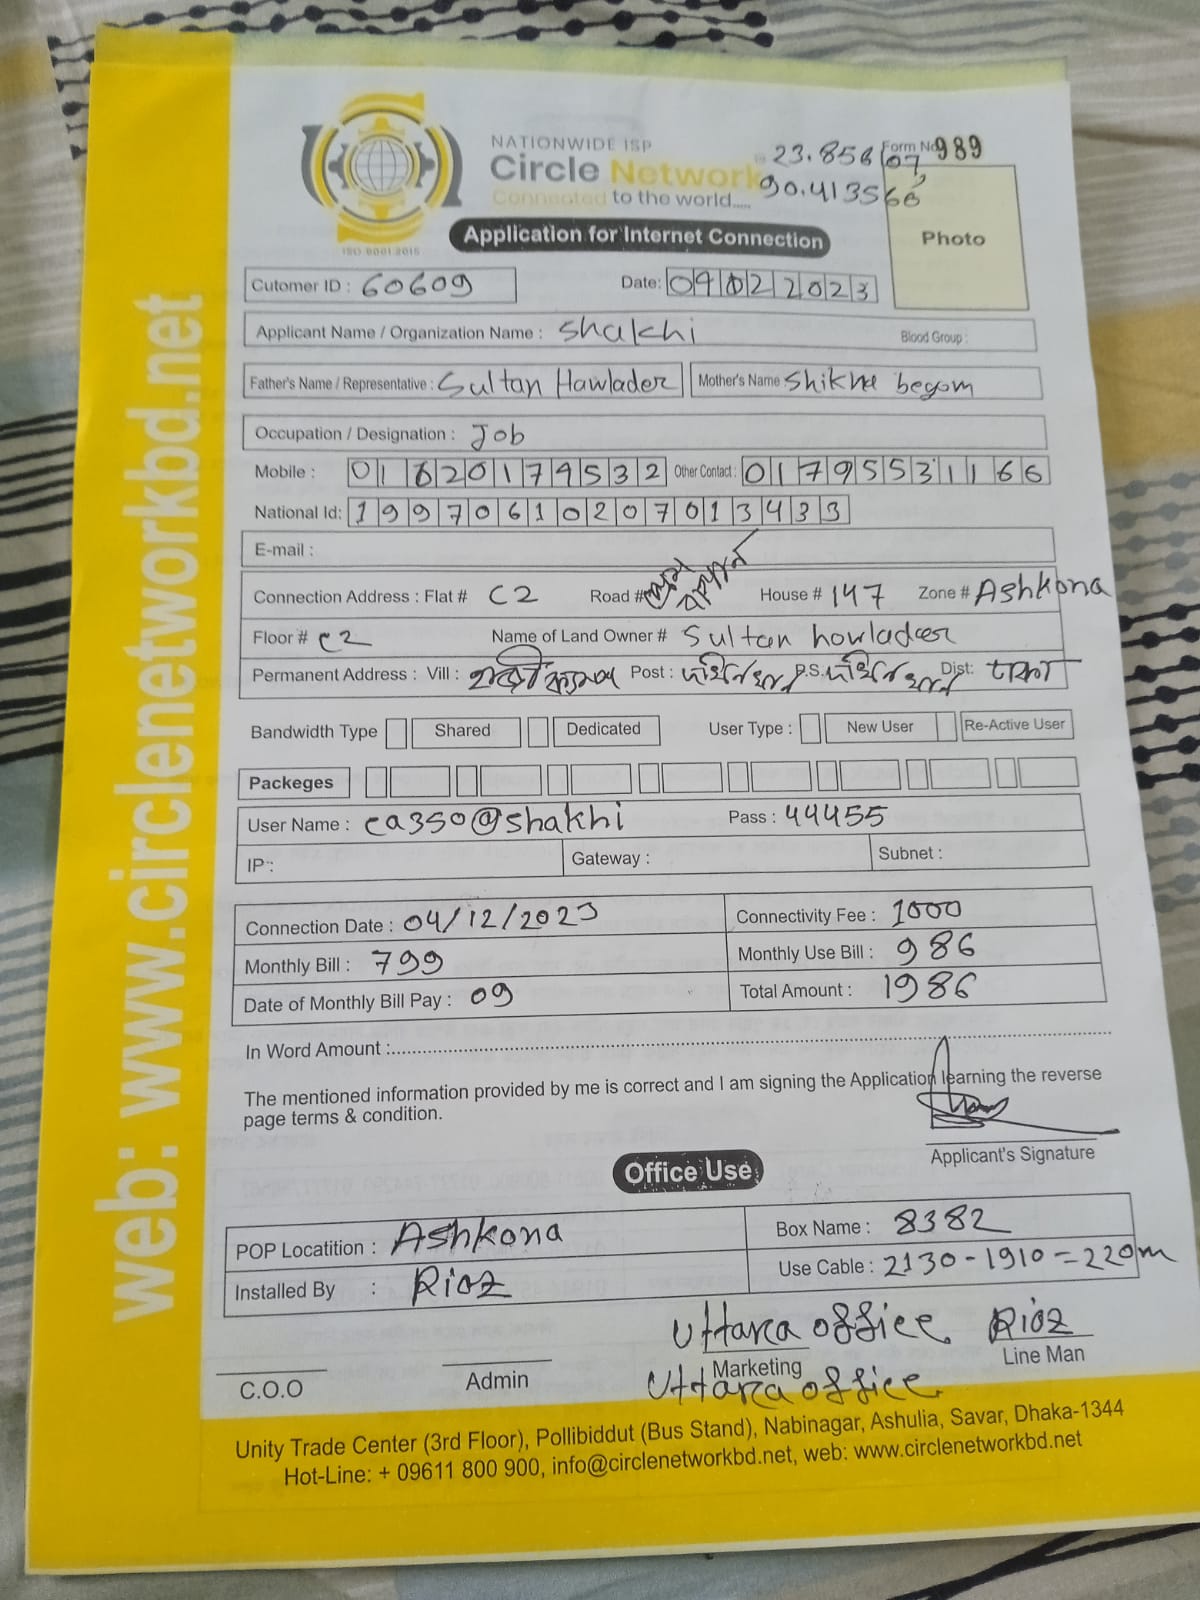 NATIONWIDE ISP
Circle Network
Connected to the world.....
ISO 9001:2015
23.856107,
90.413566
Form No 989
Photo
Application for Internet Connection
Cutomer ID : 60609 Date: 09022023
Applicant Name / Organization Name : Shakhi Blood Group :
Father's Name / Representative : Sultan Hawlader Mother's Name Shikha begom
Occupation / Designation : Job
Mobile : 01620179532 Other Contact : 01795531166
National Id: 19970610207013433
E-mail :
Connection Address : Flat # C2 Road # House # 147 Zone # Ashkona
Floor # C2 Name of Land Owner # Sultan howladeer
Permanent Address : Vill : Post : দক্ষিনখান P.S. দক্ষিনখান Dist: ঢাকা
Bandwidth Type Shared Dedicated User Type : New User Re-Active User
Packeges
User Name : ca350@shakhi Pass : 44455
IP : Gateway : Subnet :
Connection Date : 04/12/2023 Connectivity Fee : 1000
Monthly Bill : 799 Monthly Use Bill : 986
Date of Monthly Bill Pay : 09 Total Amount : 1986
In Word Amount :
The mentioned information provided by me is correct and I am signing the Application learning the reverse
page terms & condition.
Applicant's Signature
Office Use
POP Locatition : Ashkona Box Name : 8382
Installed By : Rioz Use Cable : 2130-1910=220m
Uttara office Rioz
C.O.O Admin Marketing Line Man
Uttara office
Unity Trade Center (3rd Floor), Pollibiddut (Bus Stand), Nabinagar, Ashulia, Savar, Dhaka-1344
Hot-Line: + 09611 800 900, info@circlenetworkbd.net, web: www.circlenetworkbd.net
web: www.circlenetworkbd.net